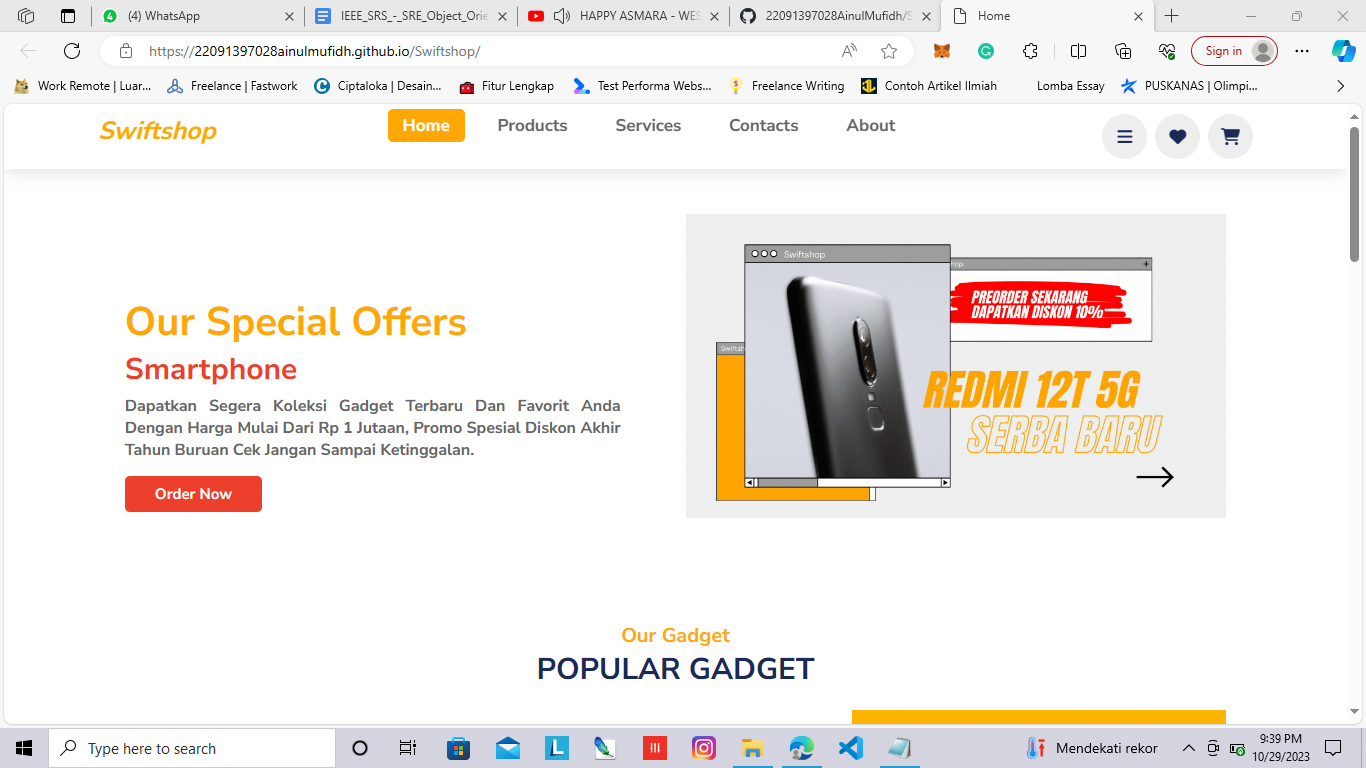 (4) WhatsApp
IEEE_SRS_-_SRE_Object_Orie
HAPPY ASMARA - WES
22091397028AinulMufidh/S
Home
https://22091397028ainulmufidh.github.io/Swiftshop/
Sign in
Work Remote | Luar...
Freelance | Fastwork
Ciptaloka | Desain...
Fitur Lengkap
Test Performa Webs...
Freelance Writing
Contoh Artikel Ilmiah
Lomba Essay
PUSKANAS | Olimpi...
Swiftshop
Home
Products
Services
Contacts
About
Our Special Offers
Smartphone
Dapatkan Segera Koleksi Gadget Terbaru Dan Favorit Anda
Dengan Harga Mulai Dari Rp 1 Jutaan, Promo Spesial Diskon Akhir
Tahun Buruan Cek Jangan Sampai Ketinggalan.
Order Now
Swiftshop
hop
Swiftsh
PREORDER SEKARANG
DAPATKAN DISKON 10%
REDMI 12T 5G
SERBA BARU
Our Gadget
POPULAR GADGET
Type here to search
Mendekati rekor
9:39 PM
10/29/2023